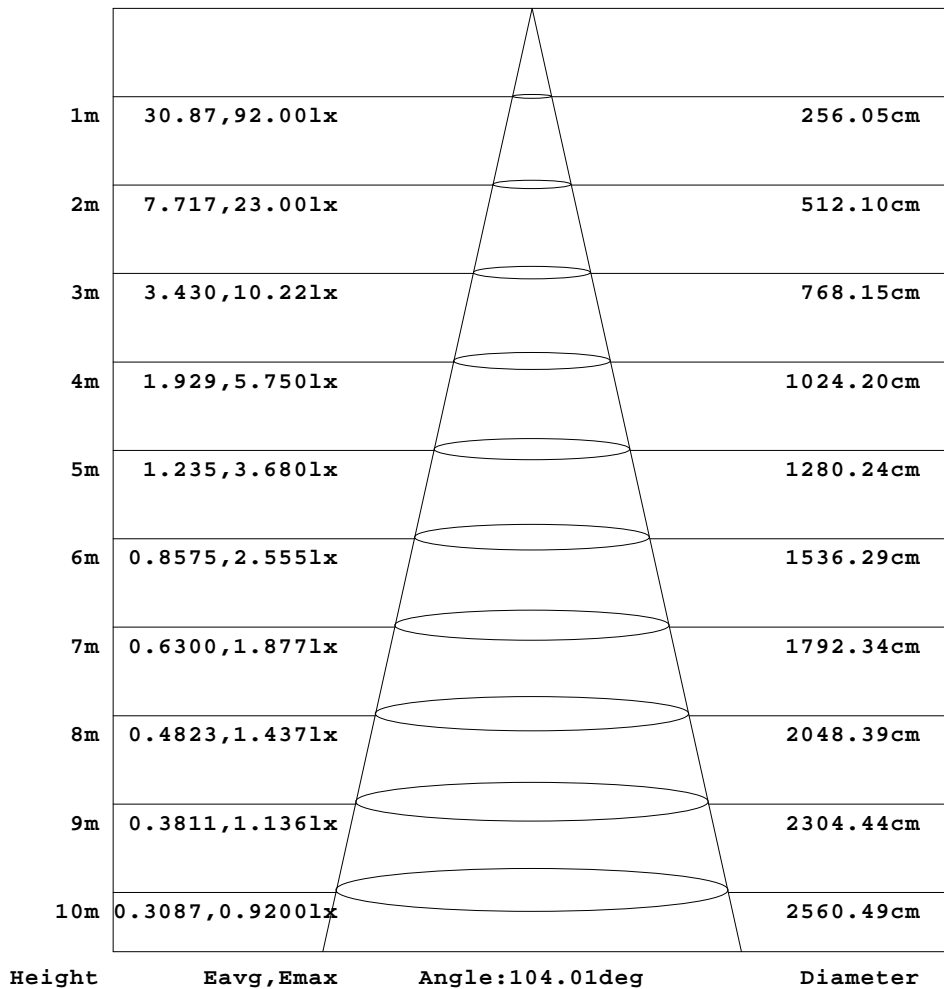 1m 30.87,92.00lx 256.05cm
2m 7.717,23.00lx 512.10cm
3m 3.430,10.22lx 768.15cm
4m 1.929,5.750lx 1024.20cm
5m 1.235,3.680lx 1280.24cm
6m 0.8575,2.555lx 1536.29cm
7m 0.6300,1.877lx 1792.34cm
8m 0.4823,1.437lx 2048.39cm
9m 0.3811,1.136lx 2304.44cm
10m 0.3087,0.9200lx 2560.49cm
Height Eavg,Emax Angle:104.01deg Diameter